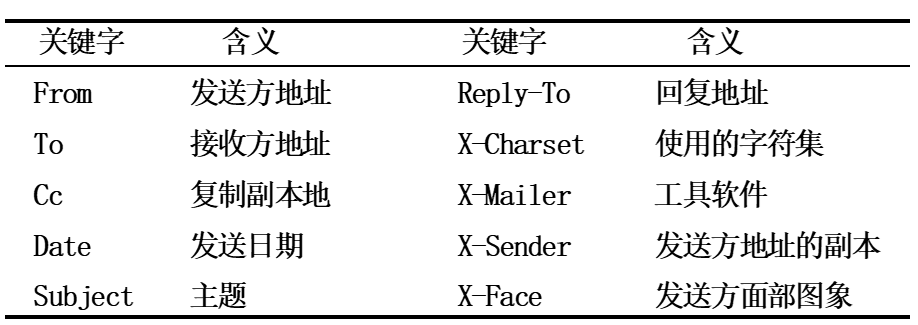 关键字 含义 关键字 含义
From 发送方地址 Reply-To 回复地址
To 接收方地址 X-Charset 使用的字符集
Cc 复制副本地 X-Mailer 工具软件
Date 发送日期 X-Sender 发送方地址的副本
Subject 主题 X-Face 发送方面部图象